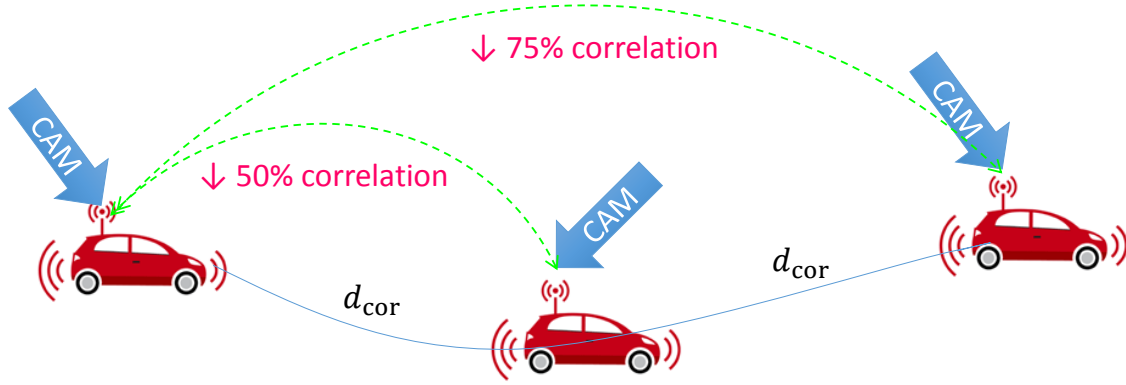 ↓ 75% correlation
CAM
CAM
↓ 50% correlation
CAM
d_cor
d_cor